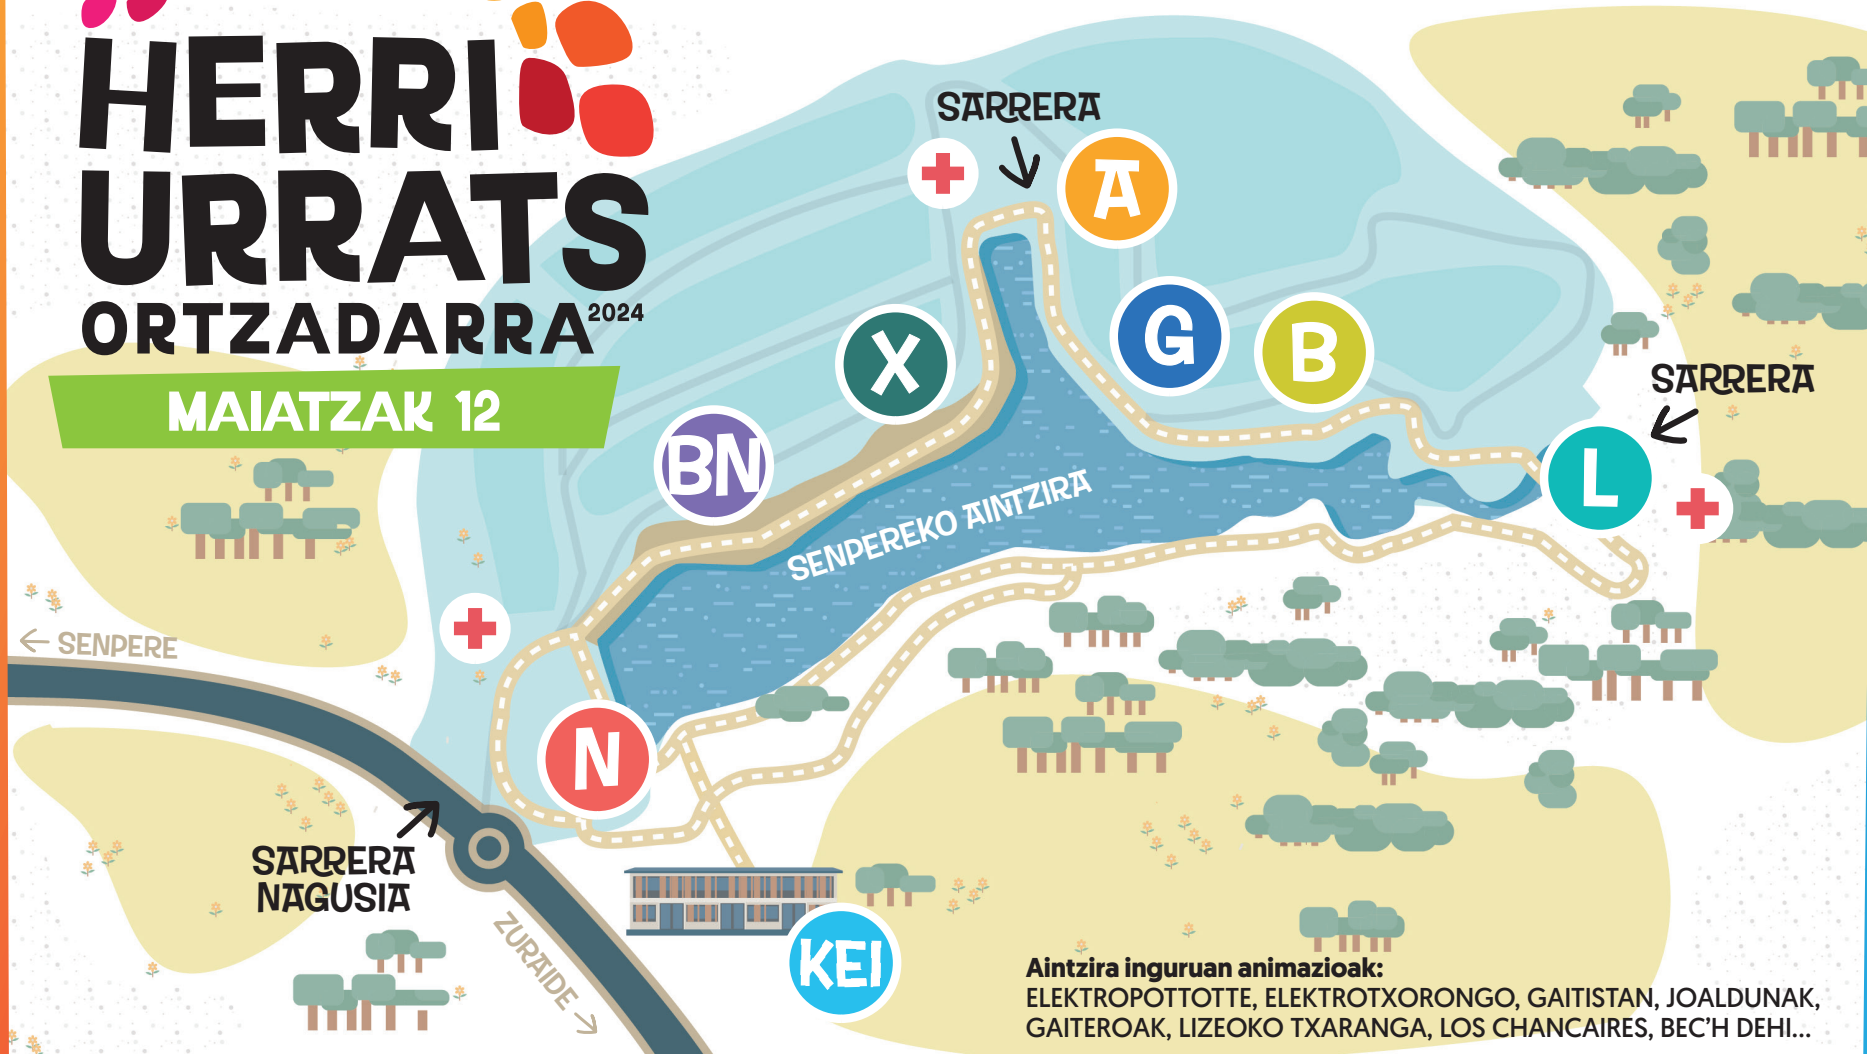 HERRI
URRATS
ORTZADARRA 2024
MAIATZAK 12
SARRERA
A
X
G
B
SARRERA
BN
L
SENPEREKO AINTZIRA
← SENPERE
N
SARRERA
NAGUSIA
ZURAIDE →
KEI
Aintzira inguruan animazioak:
ELEKTROPOTTOTTE, ELEKTROTXORONGO, GAITISTAN, JOALDUNAK,
GAITEROAK, LIZEOKO TXARANGA, LOS CHANCAIRES, BEC'H DEHI...